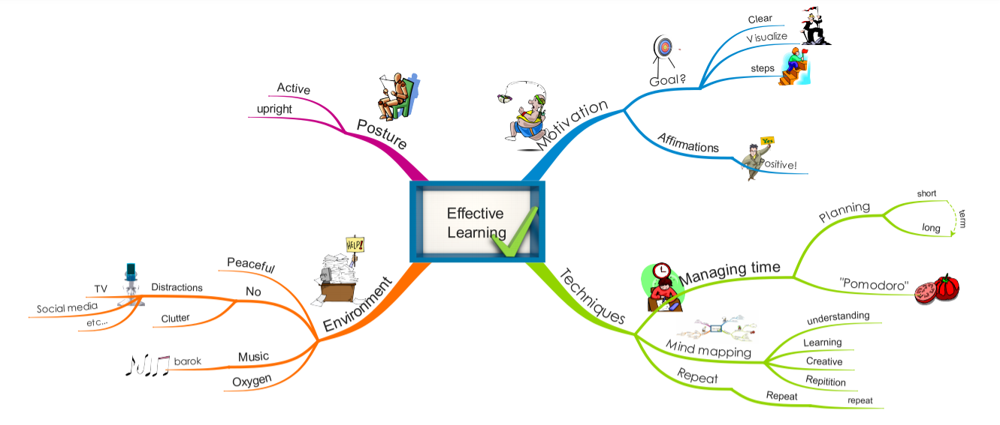 Effective
Learning
Motivation
Goal?
Clear
Visualize
steps
Affirmations
Positive!
Yes
Techniques
Managing time
Planning
short
long
term
"Pomodoro"
Mind mapping
understanding
Learning
Creative
Repitition
Repeat
Repeat
repeat
Environment
HELP!
Peaceful
No
Distractions
TV
Social media
etc...
Clutter
Music
barok
Oxygen
Posture
Active
upright